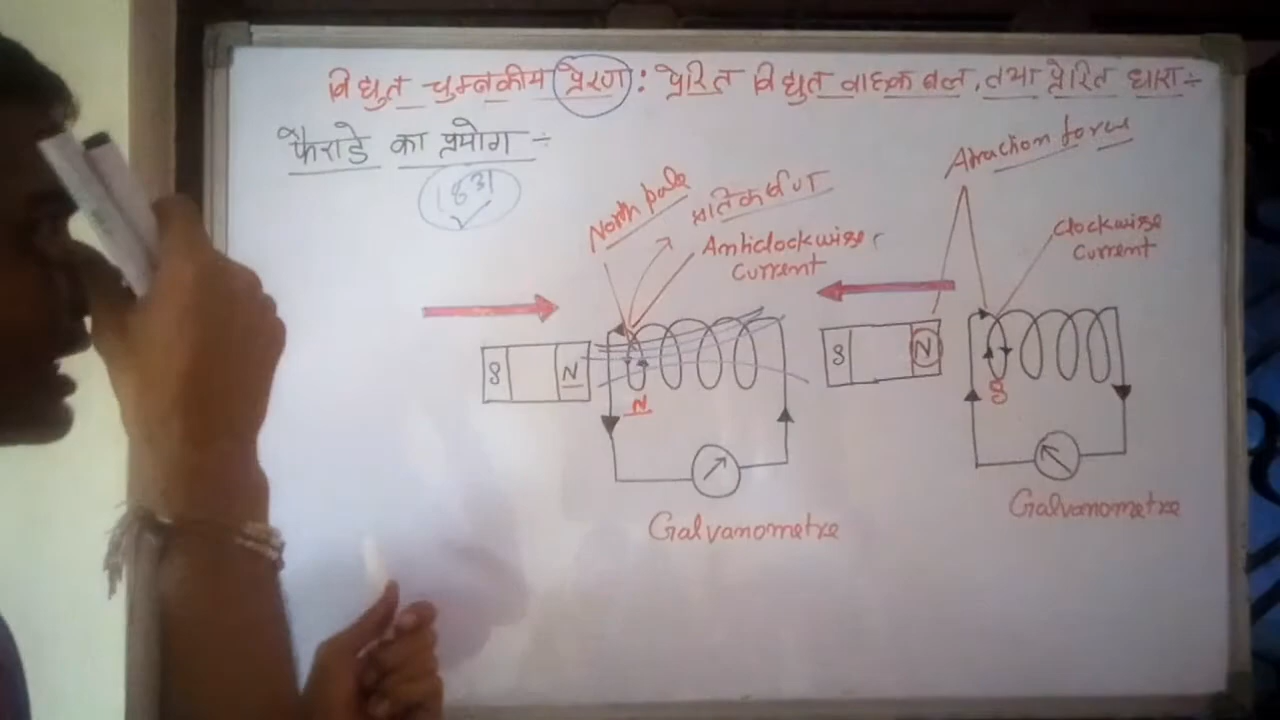 विद्युत चुम्बकीय प्रेरण : प्रेरित विद्युत वाहक बल, तथा प्रेरित धारा ÷
फैराडे का प्रयोग ÷
1831
Atraction force
North pole
प्रतिकर्षण
Anticlockwise
Current
Clockwise
Current
S N
N
S N
S
Galvanometre
Galvanometre